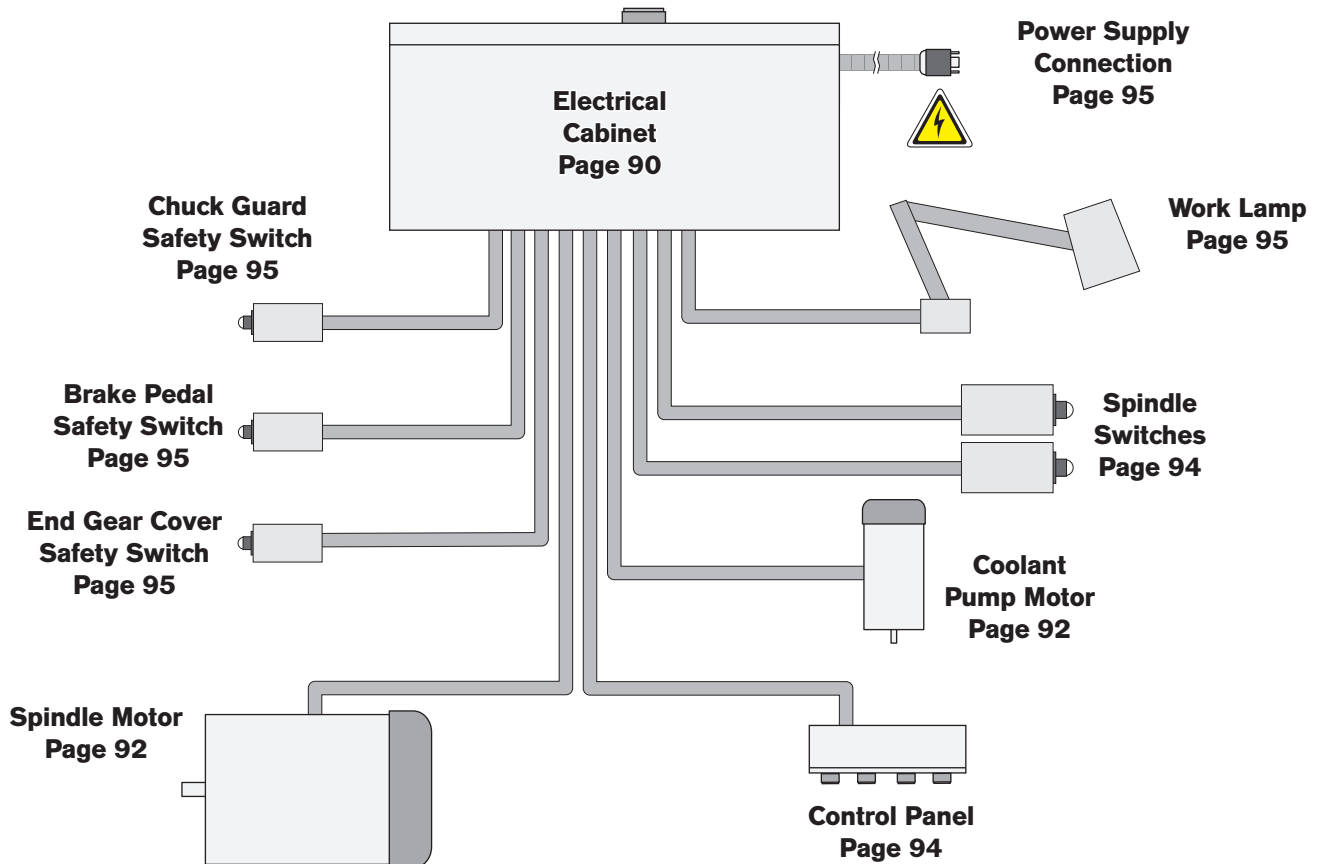 Power Supply
Connection
Page 95
Electrical
Cabinet
Page 90
Chuck Guard
Safety Switch
Page 95
Work Lamp
Page 95
Brake Pedal
Safety Switch
Page 95
Spindle
Switches
Page 94
End Gear Cover
Safety Switch
Page 95
Coolant
Pump Motor
Page 92
Spindle Motor
Page 92
Control Panel
Page 94